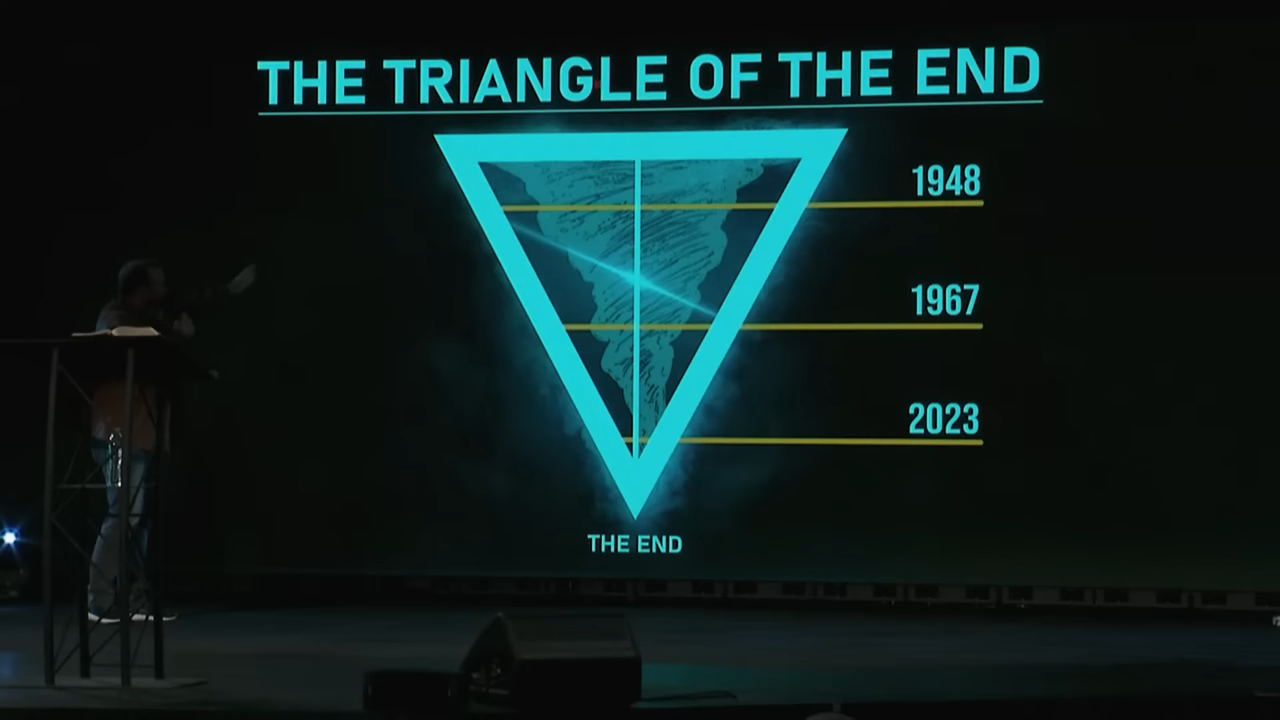 THE TRIANGLE OF THE END
1948
1967
2023
THE END